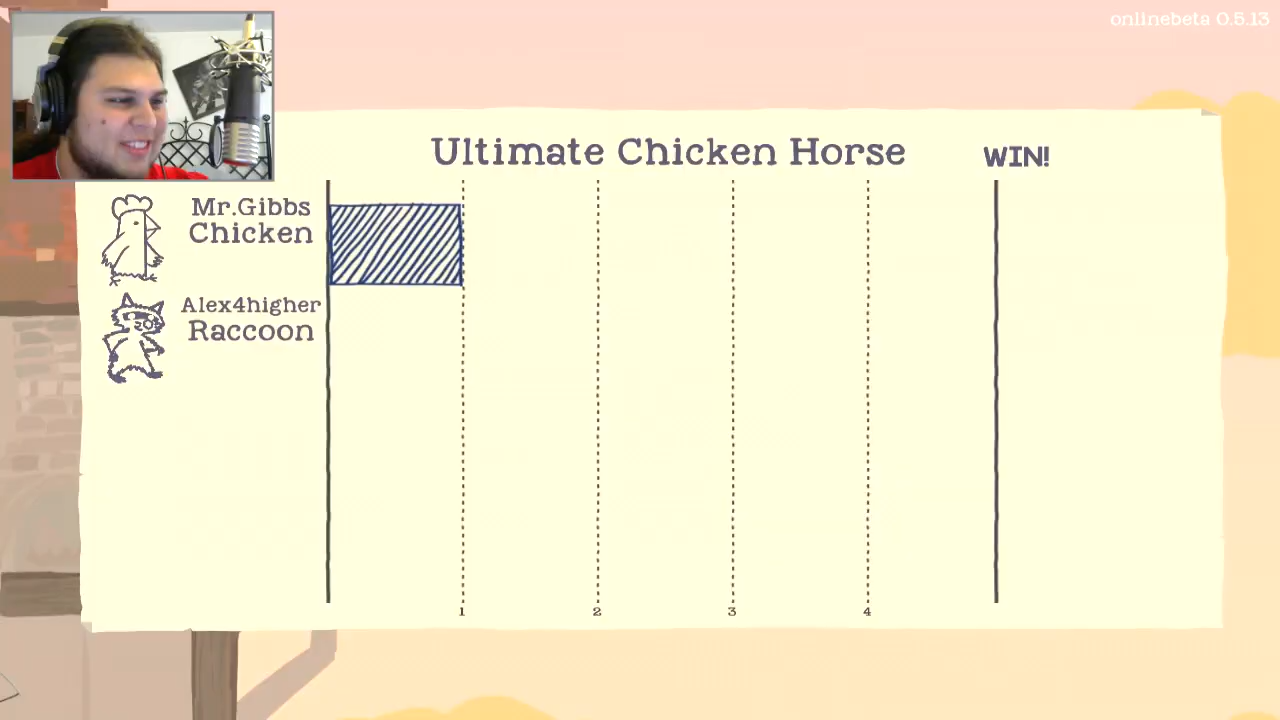 onlinebeta 0.5.13
Ultimate Chicken Horse
WIN!
Mr.Gibbs
Chicken
Alex4higher
Raccoon
1 2 3 4